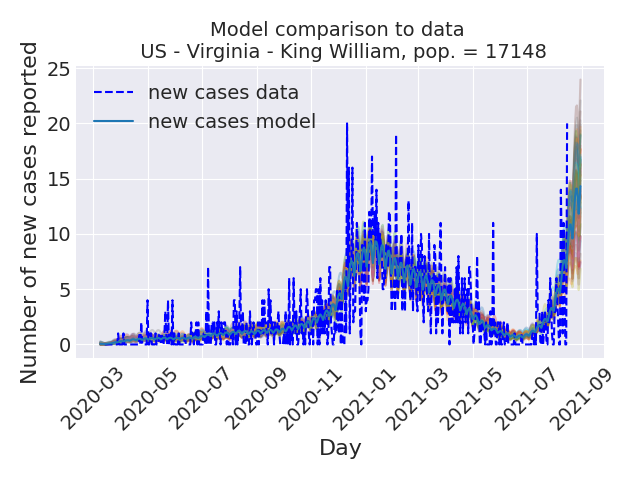 Model comparison to data
US - Virginia - King William, pop. = 17148
Number of new cases reported
25
20
15
10
5
0
new cases data
new cases model
2020-03
2020-05
2020-07
2020-09
2020-11
2021-01
2021-03
2021-05
2021-07
2021-09
Day